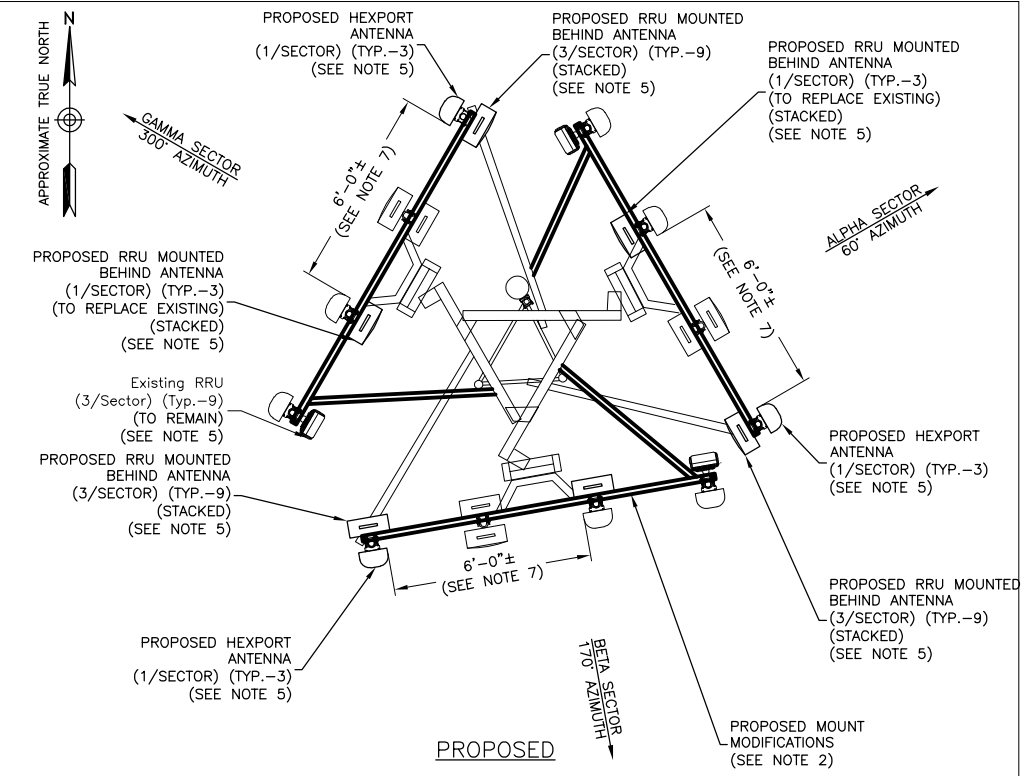 N
APPROXIMATE TRUE NORTH
GAMMA SECTOR
300° AZIMUTH
PROPOSED HEXPORT
ANTENNA
(1/SECTOR) (TYP.-3)
(SEE NOTE 5)
PROPOSED RRU MOUNTED
BEHIND ANTENNA
(3/SECTOR) (TYP.-9)
(STACKED)
(SEE NOTE 5)
PROPOSED RRU MOUNTED
BEHIND ANTENNA
(1/SECTOR) (TYP.-3)
(TO REPLACE EXISTING)
(STACKED)
(SEE NOTE 5)
6'-0"±
(SEE NOTE 7)
ALPHA SECTOR
60° AZIMUTH
6'-0"±
(SEE NOTE 7)
PROPOSED RRU MOUNTED
BEHIND ANTENNA
(1/SECTOR) (TYP.-3)
(TO REPLACE EXISTING)
(STACKED)
(SEE NOTE 5)
Existing RRU
(3/Sector) (Typ.-9)
(TO REMAIN)
(SEE NOTE 5)
PROPOSED RRU MOUNTED
BEHIND ANTENNA
(3/SECTOR) (TYP.-9)
(STACKED)
(SEE NOTE 5)
PROPOSED HEXPORT
ANTENNA
(1/SECTOR) (TYP.-3)
(SEE NOTE 5)
6'-0"±
(SEE NOTE 7)
PROPOSED RRU MOUNTED
BEHIND ANTENNA
(3/SECTOR) (TYP.-9)
(STACKED)
(SEE NOTE 5)
PROPOSED HEXPORT
ANTENNA
(1/SECTOR) (TYP.-3)
(SEE NOTE 5)
BETA SECTOR
170° AZIMUTH
PROPOSED MOUNT
MODIFICATIONS
(SEE NOTE 2)
PROPOSED